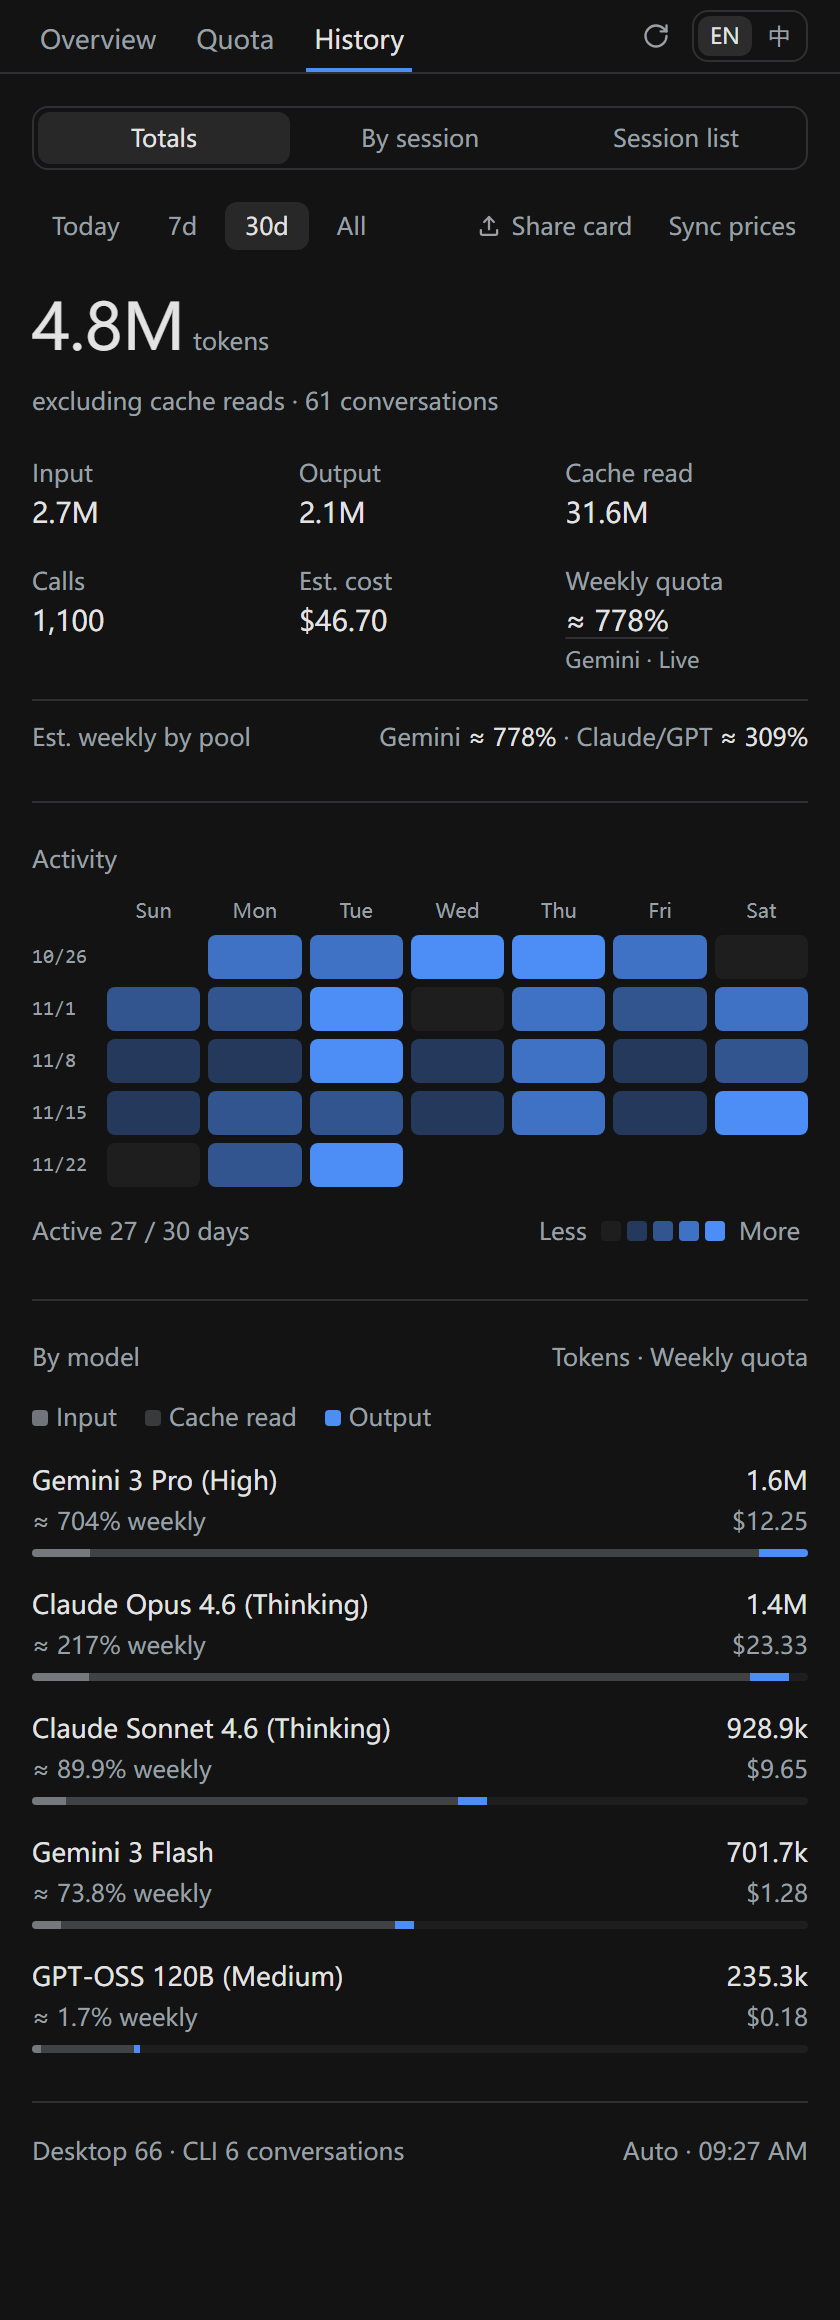 Overview Quota History EN 中
Totals By session Session list
Today 7d 30d All Share card Sync prices
4.8M tokens
excluding cache reads · 61 conversations
Input Output Cache read
2.7M 2.1M 31.6M
Calls Est. cost Weekly quota
1,100 $46.70 ≈ 778%
Gemini · Live
Est. weekly by pool Gemini ≈ 778% · Claude/GPT ≈ 309%
Activity
Sun Mon Tue Wed Thu Fri Sat
10/26
11/1
11/8
11/15
11/22
Active 27 / 30 days Less More
By model Tokens · Weekly quota
Input Cache read Output
Gemini 3 Pro (High) 1.6M
≈ 704% weekly $12.25
Claude Opus 4.6 (Thinking) 1.4M
≈ 217% weekly $23.33
Claude Sonnet 4.6 (Thinking) 928.9k
≈ 89.9% weekly $9.65
Gemini 3 Flash 701.7k
≈ 73.8% weekly $1.28
GPT-OSS 120B (Medium) 235.3k
≈ 1.7% weekly $0.18
Desktop 66 · CLI 6 conversations Auto · 09:27 AM